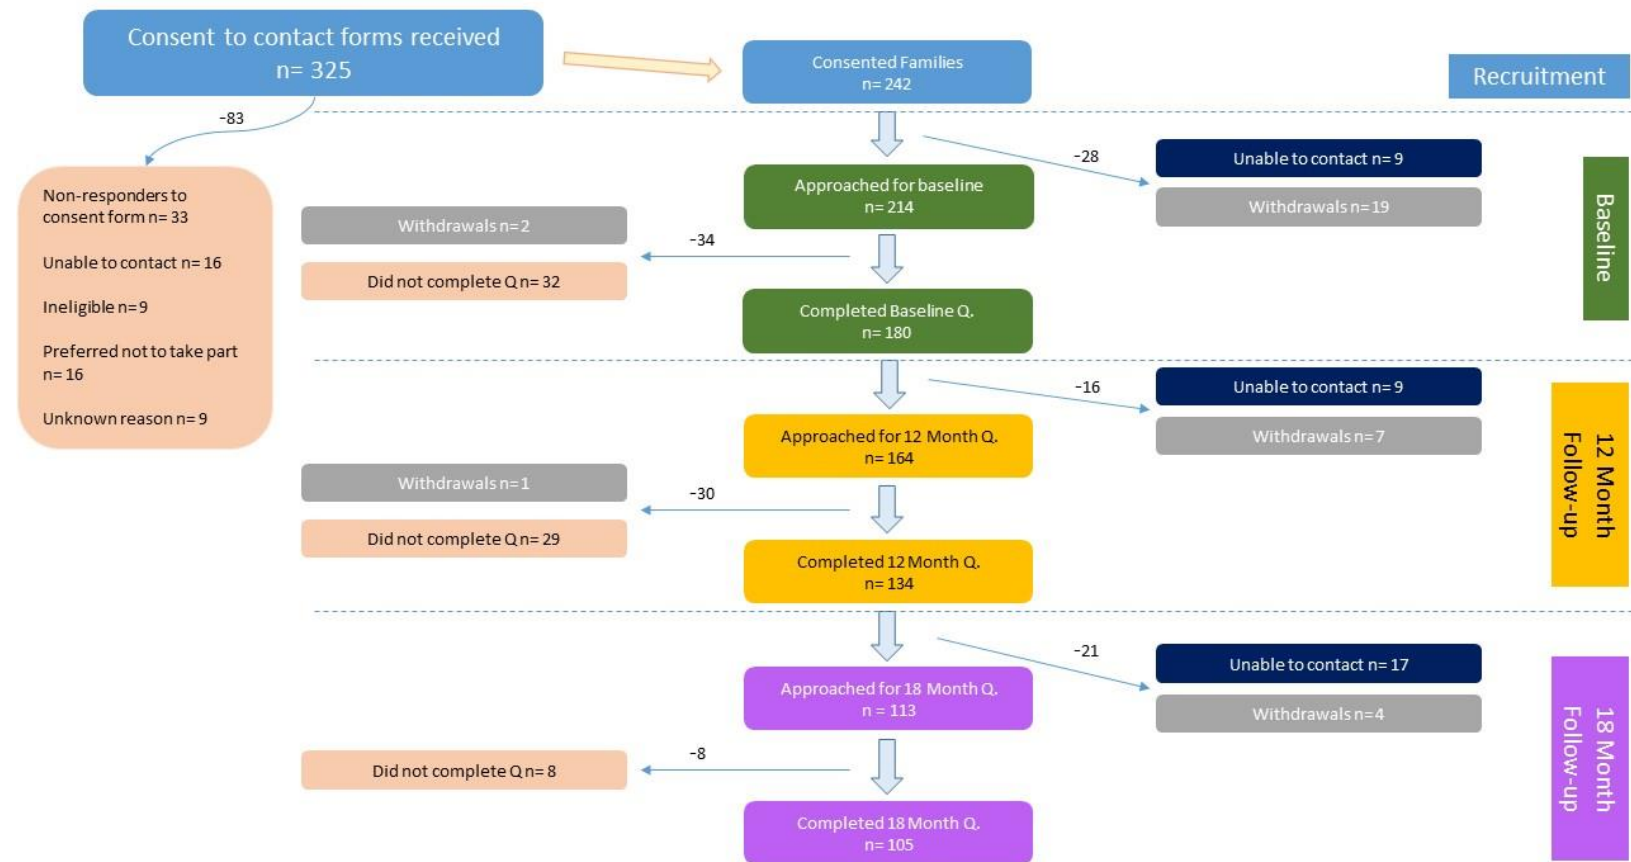 Consent to contact forms received
n= 325
Consented Families
n= 242
Recruitment
-83
Non-responders to
consent form n= 33
Unable to contact n= 16
Ineligible n= 9
Preferred not to take part
n= 16
Unknown reason n= 9
-28
Unable to contact n= 9
Withdrawals n= 19
Approached for baseline
n= 214
Baseline
Withdrawals n= 2
Did not complete Q n= 32
-34
Completed Baseline Q.
n= 180
-16
Unable to contact n= 9
Withdrawals n= 7
Approached for 12 Month Q.
n= 164
12 Month
Follow-up
Withdrawals n= 1
Did not complete Q n= 29
-30
Completed 12 Month Q.
n= 134
-21
Unable to contact n= 17
Withdrawals n= 4
Approached for 18 Month Q.
n = 113
18 Month
Follow-up
Did not complete Q n= 8
-8
Completed 18 Month Q.
n= 105